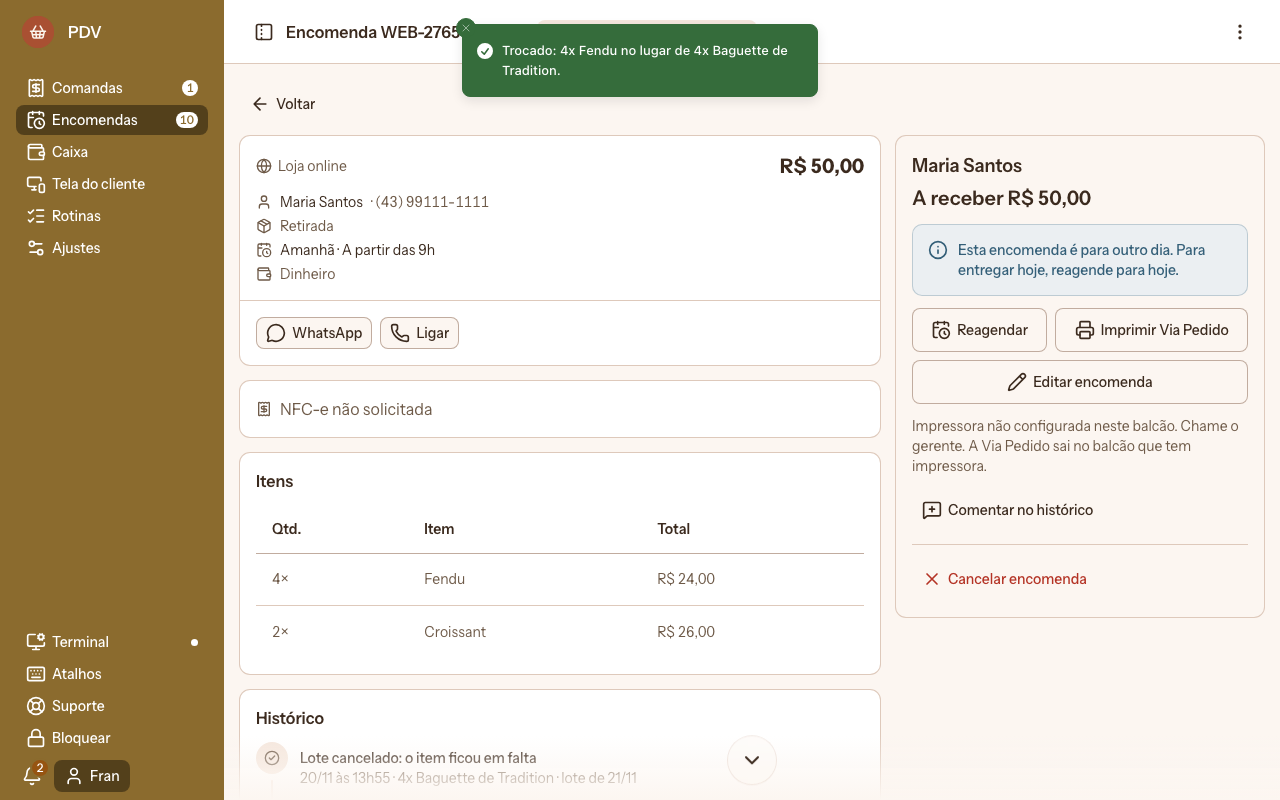 PDV
Comandas 1
Encomendas 10
Caixa
Tela do cliente
Rotinas
Ajustes
Terminal
Atalhos
Suporte
Bloquear
2
Fran
Encomenda WEB-2765
Trocado: 4x Fendu no lugar de 4x Baguette de
Tradition.
Voltar
Loja online R$ 50,00
Maria Santos · (43) 99111-1111
Retirada
Amanhã · A partir das 9h
Dinheiro
WhatsApp Ligar
NFC-e não solicitada
Itens
Qtd. Item Total
4× Fendu R$ 24,00
2× Croissant R$ 26,00
Histórico
Lote cancelado: o item ficou em falta
20/11 às 13h55 · 4x Baguette de Tradition · lote de 21/11
Maria Santos
A receber R$ 50,00
Esta encomenda é para outro dia. Para
entregar hoje, reagende para hoje.
Reagendar Imprimir Via Pedido
Editar encomenda
Impressora não configurada neste balcão. Chame o
gerente. A Via Pedido sai no balcão que tem
impressora.
Comentar no histórico
Cancelar encomenda